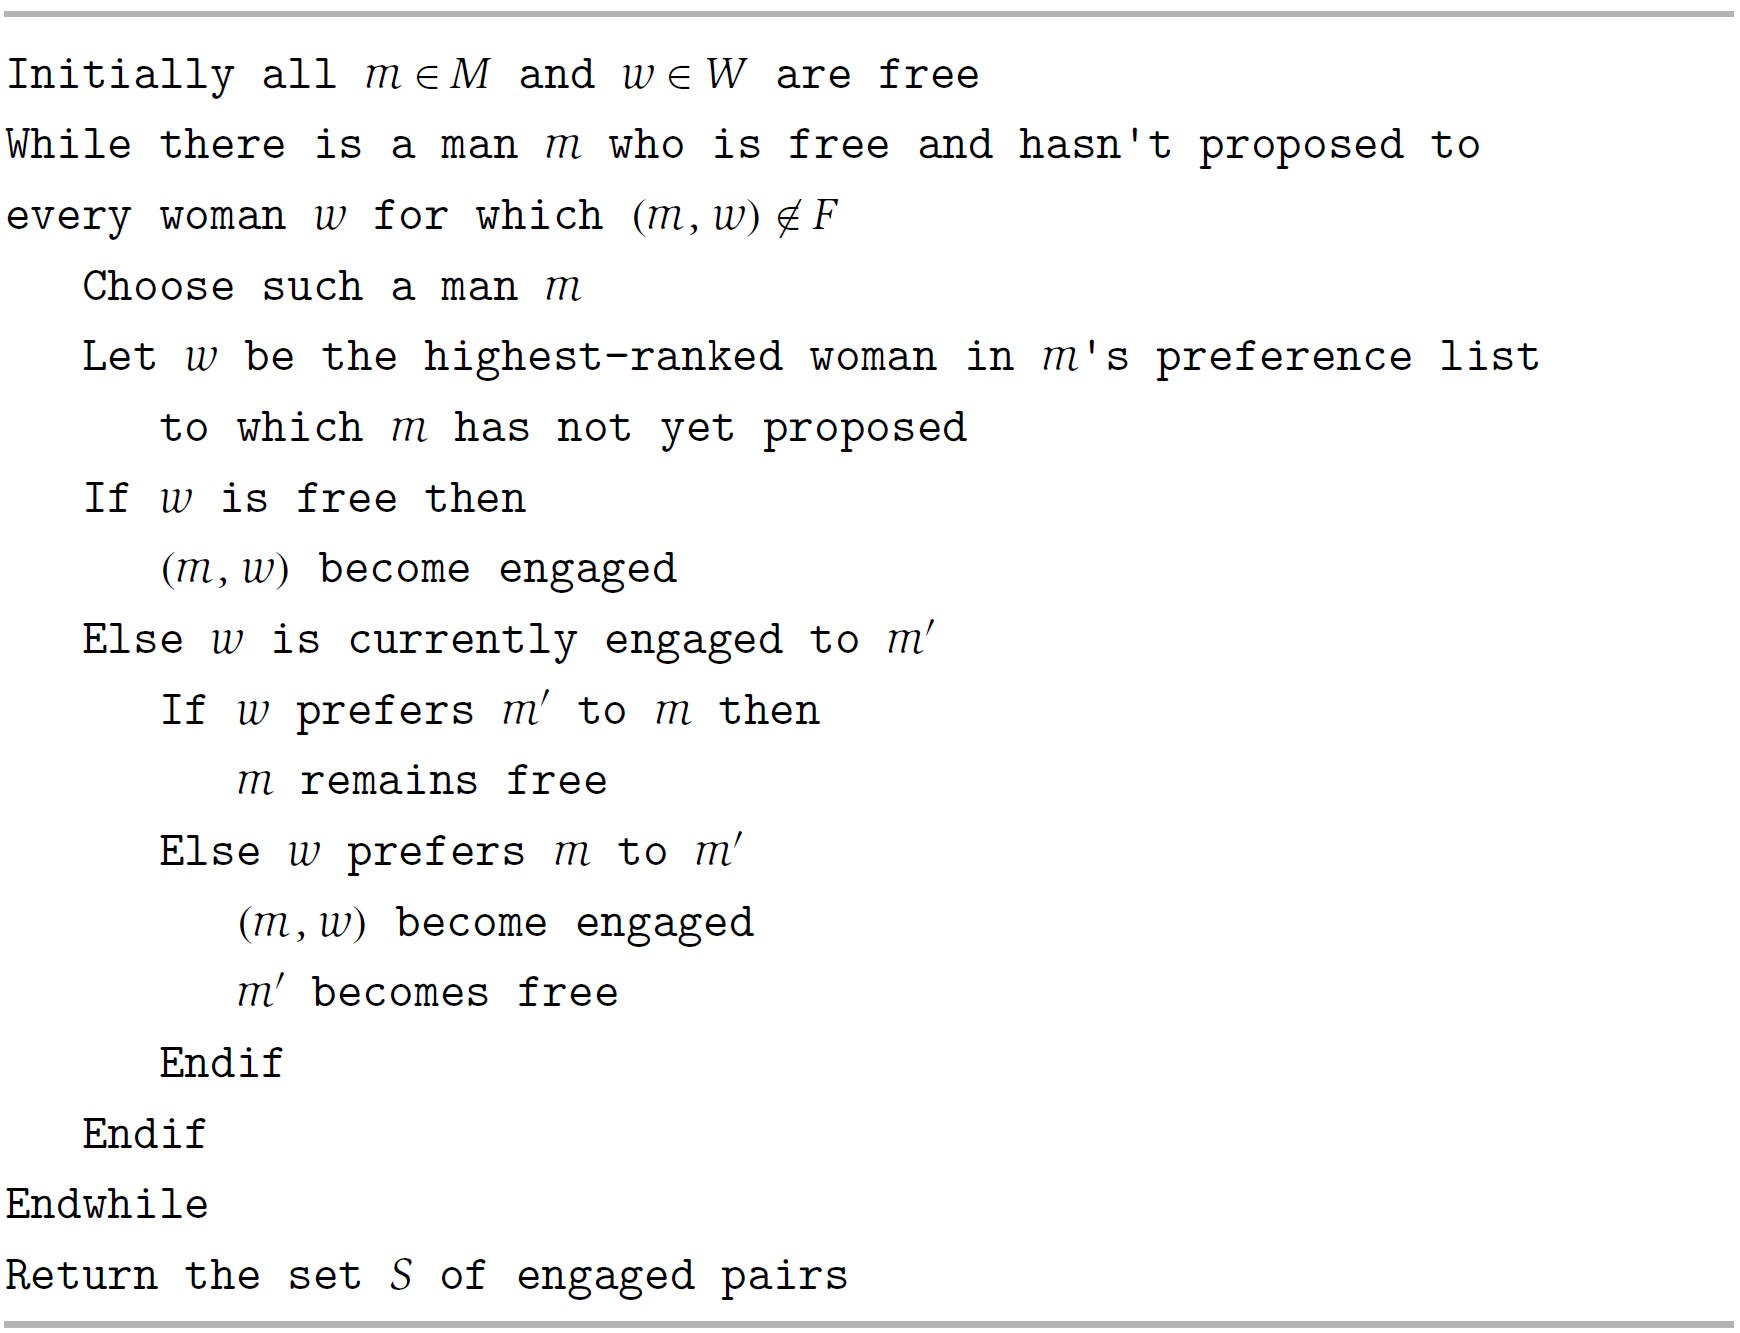 Initially all m ∈ M and w ∈ W are free
While there is a man m who is free and hasn't proposed to
every woman w for which (m, w) ∉ F
Choose such a man m
Let w be the highest-ranked woman in m's preference list
to which m has not yet proposed
If w is free then
(m, w) become engaged
Else w is currently engaged to m′
If w prefers m′ to m then
m remains free
Else w prefers m to m′
(m, w) become engaged
m′ becomes free
Endif
Endif
Endwhile
Return the set S of engaged pairs